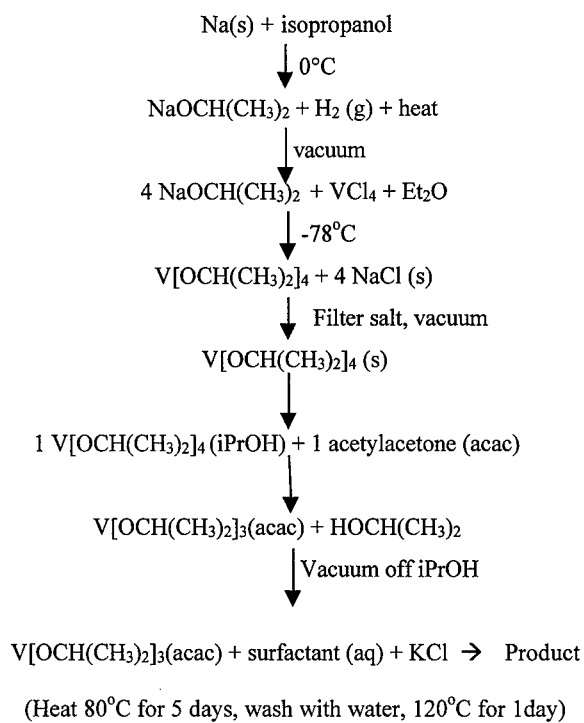 Na(s) + isopropanol
0°C
NaOCH(CH₃)₂ + H₂ (g) + heat
vacuum
4 NaOCH(CH₃)₂ + VCl₄ + Et₂O
-78°C
V[OCH(CH₃)₂]₄ + 4 NaCl (s)
Filter salt, vacuum
V[OCH(CH₃)₂]₄ (s)
1 V[OCH(CH₃)₂]₄ (iPrOH) + 1 acetylacetone (acac)
V[OCH(CH₃)₂]₃(acac) + HOCH(CH₃)₂
Vacuum off iPrOH
V[OCH(CH₃)₂]₃(acac) + surfactant (aq) + KCl → Product
(Heat 80°C for 5 days, wash with water, 120°C for 1day)